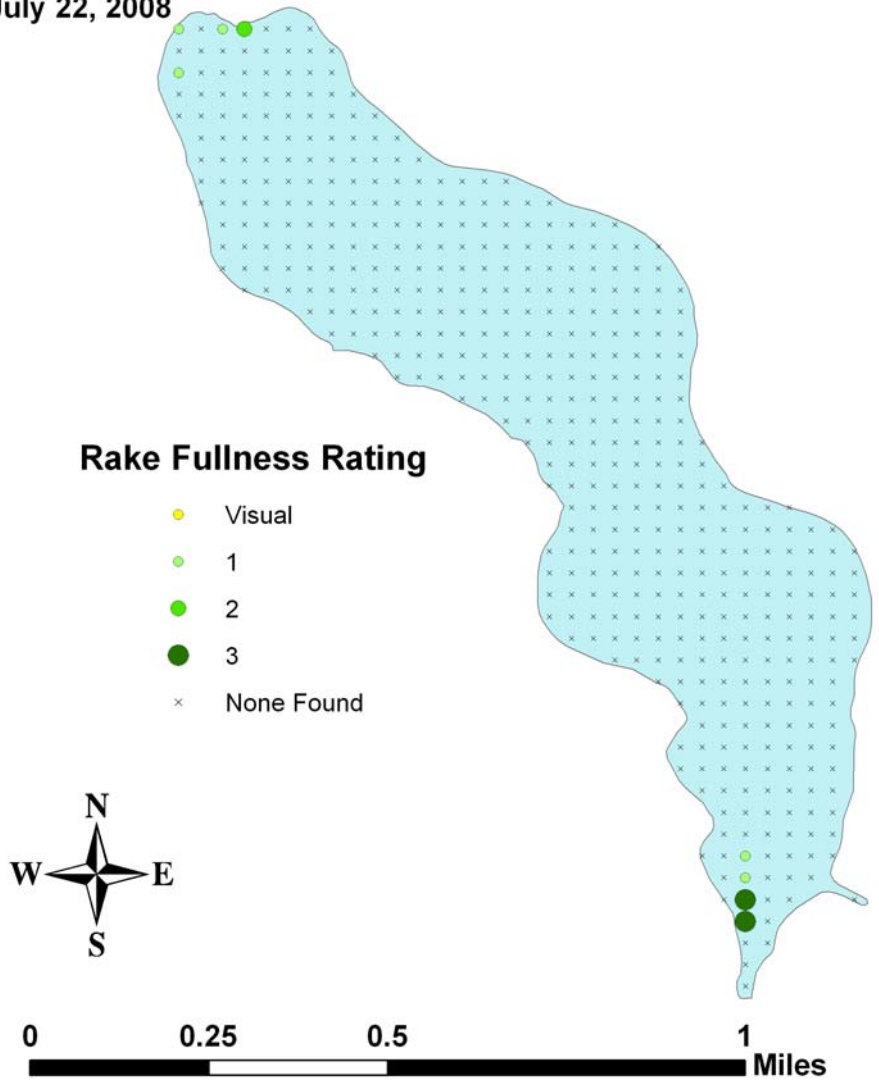 July 22, 2008
Rake Fullness Rating
Visual
1
2
3
None Found
N
W E
S
0 0.25 0.5 1
Miles